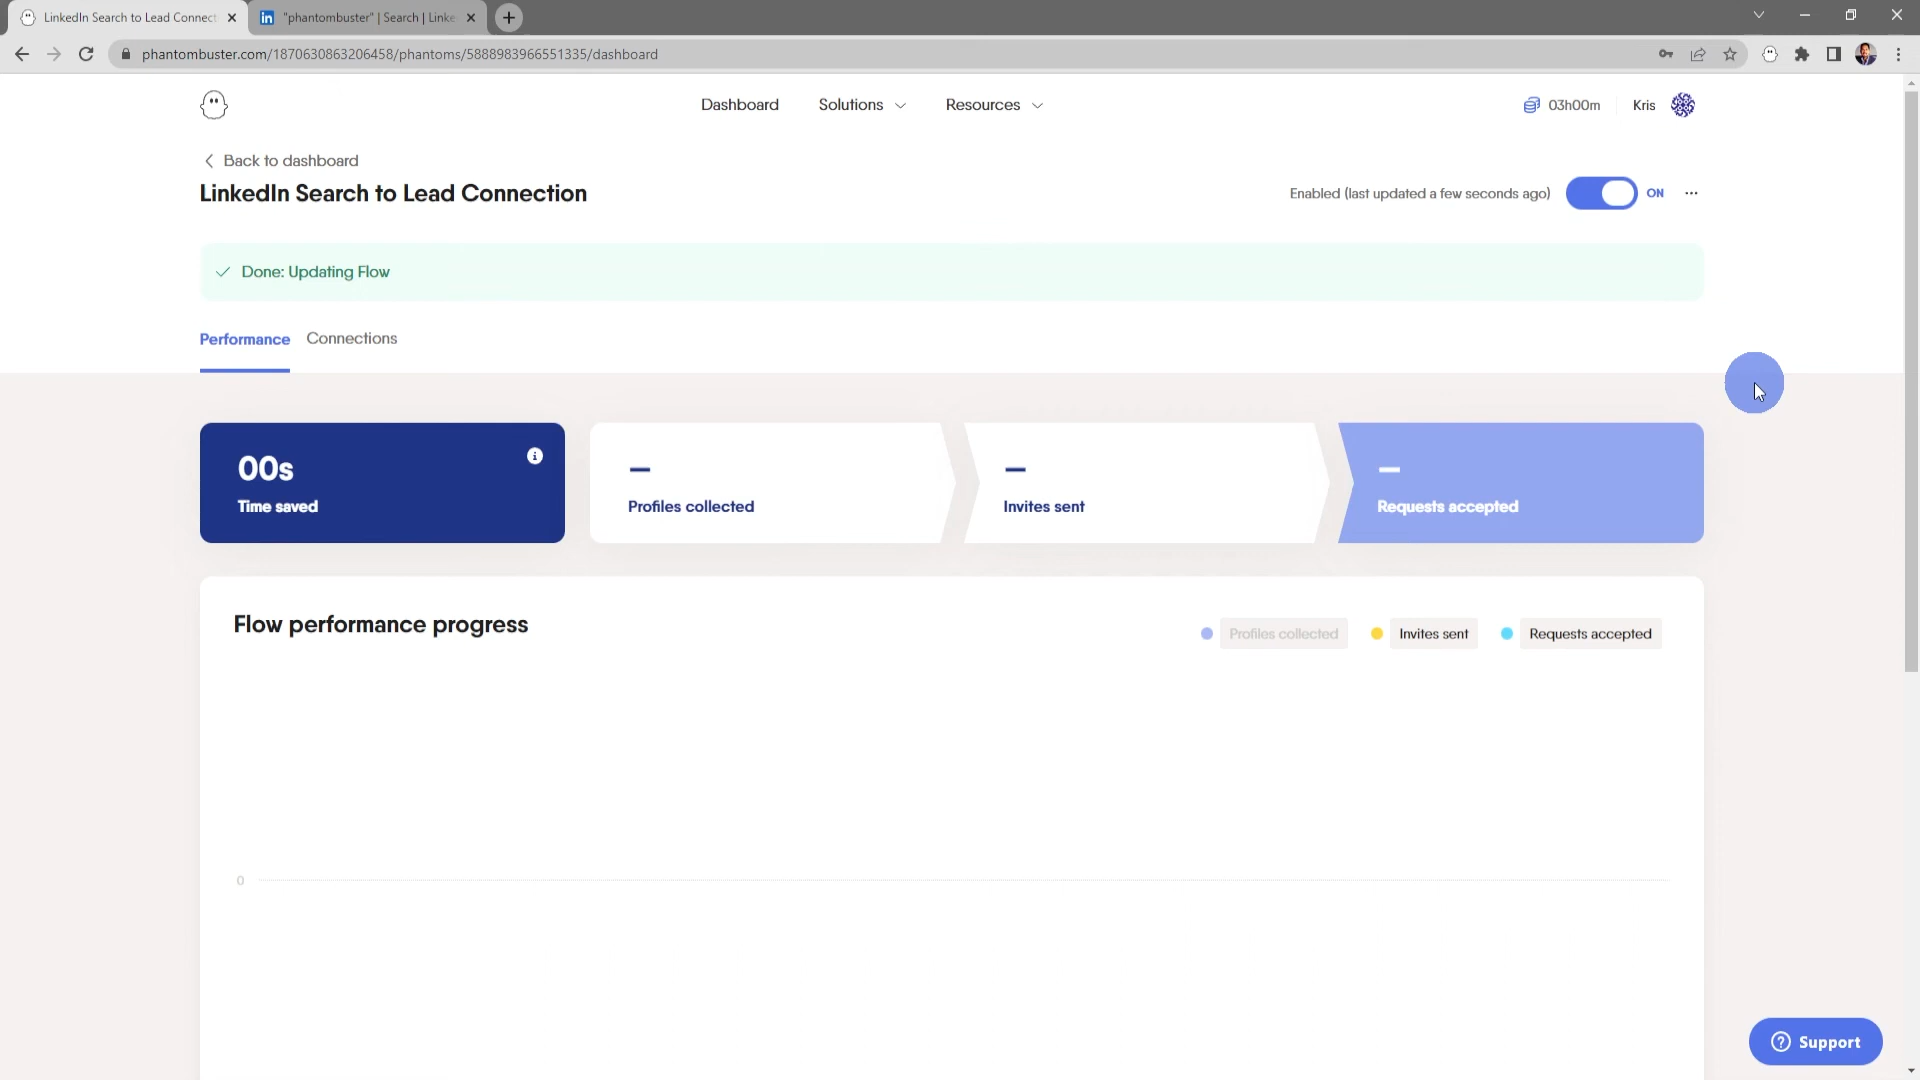 LinkedIn Search to Lead Connect
"phantombuster" | Search | Linke
phantombuster.com/1870630863206458/phantoms/5888983966551335/dashboard
Dashboard
Solutions
Resources
03h00m
Kris
Back to dashboard
LinkedIn Search to Lead Connection
Enabled (last updated a few seconds ago)
ON
Done: Updating Flow
Performance
Connections
00s
Time saved
–
Profiles collected
–
Invites sent
–
Requests accepted
Flow performance progress
Profiles collected
Invites sent
Requests accepted
0
Support